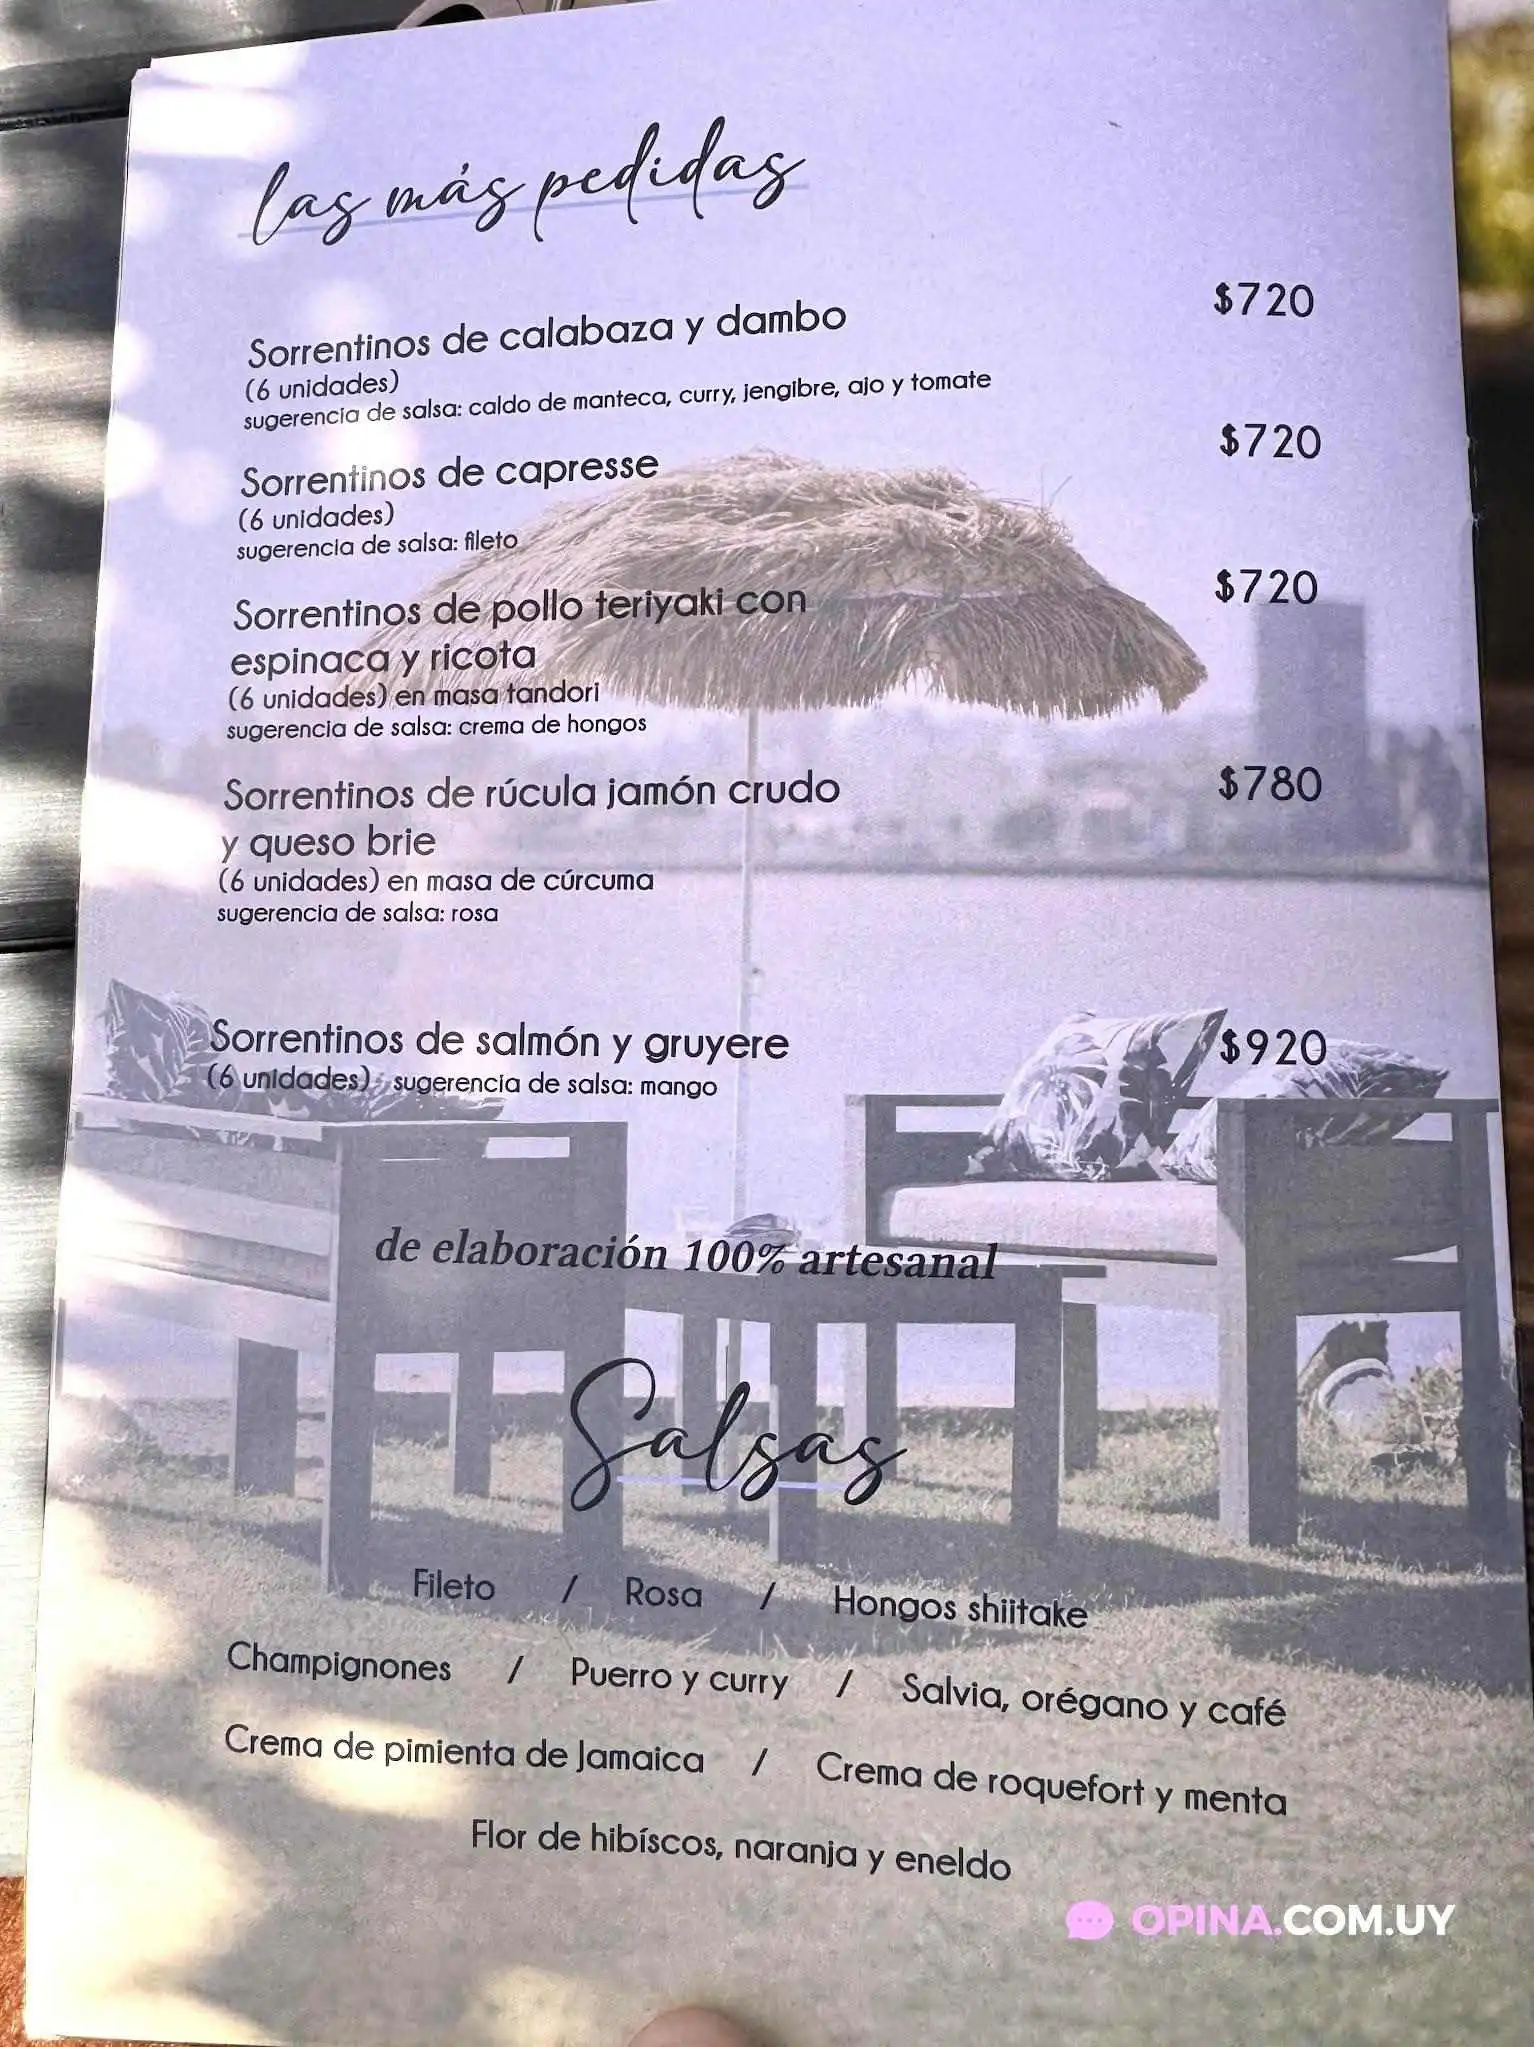 las más pedidas
Sorrentinos de calabaza y dambo $720
(6 unidades)
sugerencia de salsa: caldo de manteca, curry, jengibre, ajo y tomate
Sorrentinos de capresse $720
(6 unidades)
sugerencia de salsa: fileto
Sorrentinos de pollo teriyaki con $720
espinaca y ricota
(6 unidades) en masa tandori
sugerencia de salsa: crema de hongos
Sorrentinos de rúcula jamón crudo $780
y queso brie
(6 unidades) en masa de cúrcuma
sugerencia de salsa: rosa
Sorrentinos de salmón y gruyere $920
(6 unidades) sugerencia de salsa: mango
de elaboración 100% artesanal
Salsas
Fileto / Rosa / Hongos shiitake
Champignones / Puerro y curry / Salvia, orégano y café
Crema de pimienta de Jamaica / Crema de roquefort y menta
Flor de hibíscos, naranja y eneldo
OPINA.COM.UY